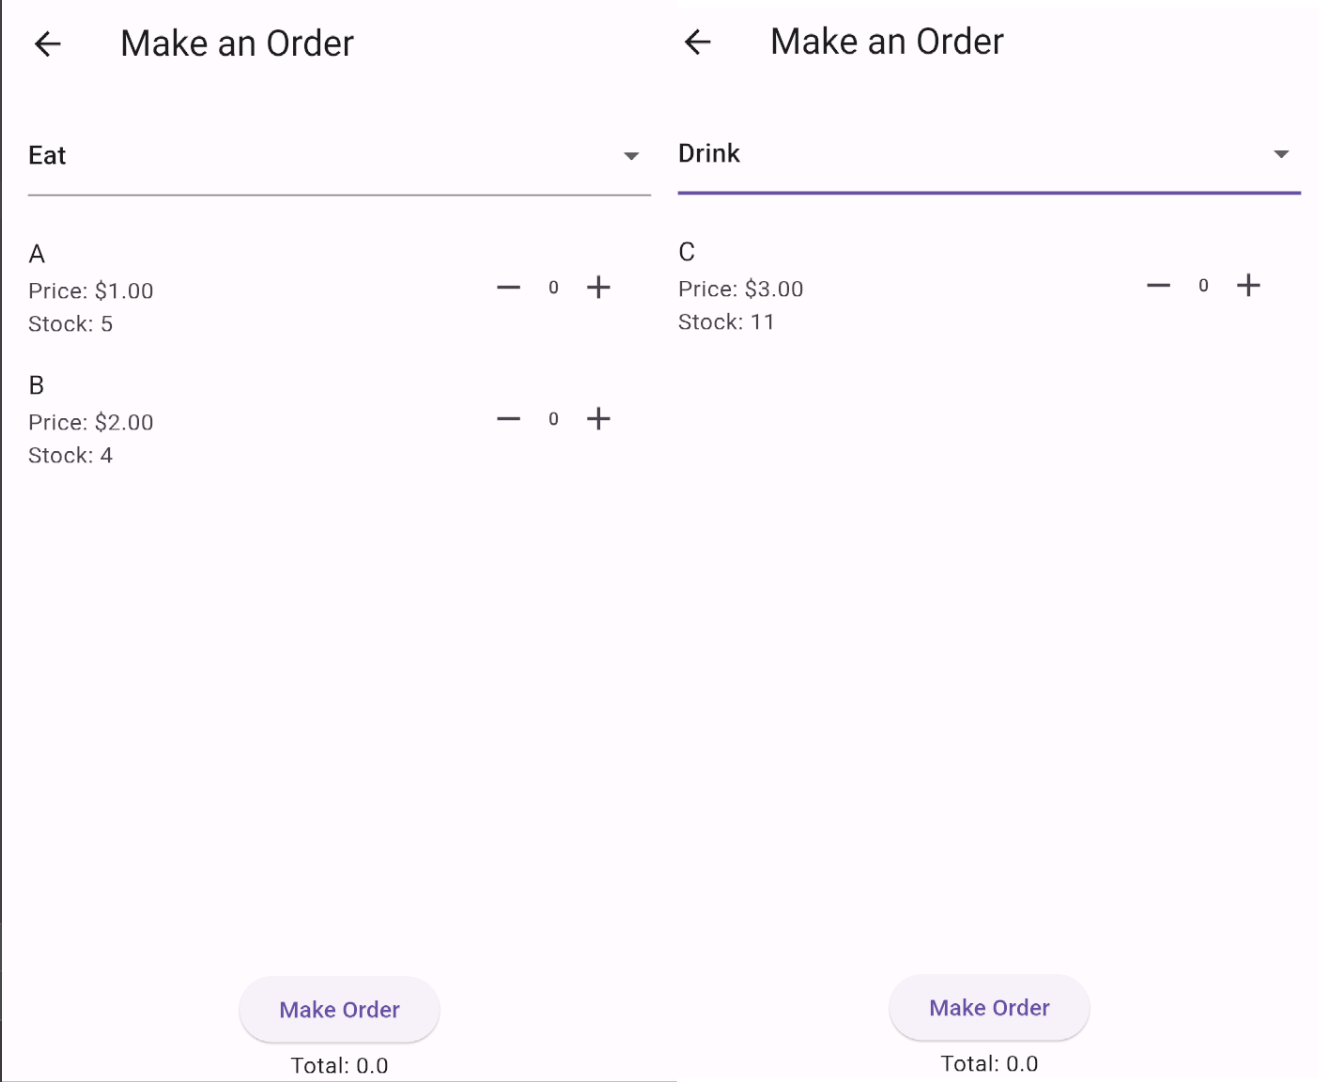 Make an Order
Eat
A
Price: $1.00
Stock: 5
0
B
Price: $2.00
Stock: 4
0
Make Order
Total: 0.0
Make an Order
Drink
C
Price: $3.00
Stock: 11
0
Make Order
Total: 0.0